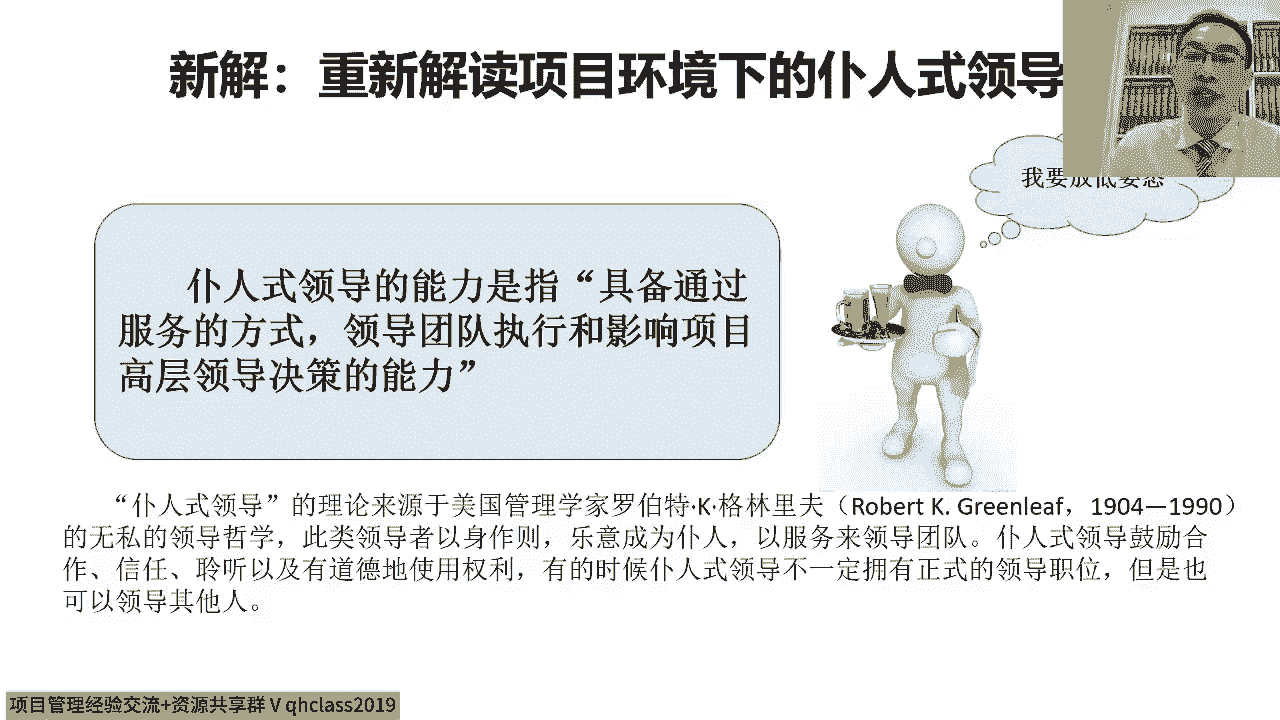 新解：重新解读项目环境下的仆人式领导
我要放低姿态
仆人式领导的能力是指“具备通过
服务的方式，领导团队执行和影响项目
高层领导决策的能力”
“仆人式领导”的理论来源于美国管理学家罗伯特·K·格林里夫（Robert K. Greenleaf，1904—1990）
的无私的领导哲学，此类领导者以身作则，乐意成为仆人，以服务来领导团队。仆人式领导鼓励合
作、信任、聆听以及有道德地使用权利，有的时候仆人式领导不一定拥有正式的领导职位，但是也
可以领导其他人。
项目管理经验交流+资源共享群 V qhclass2019